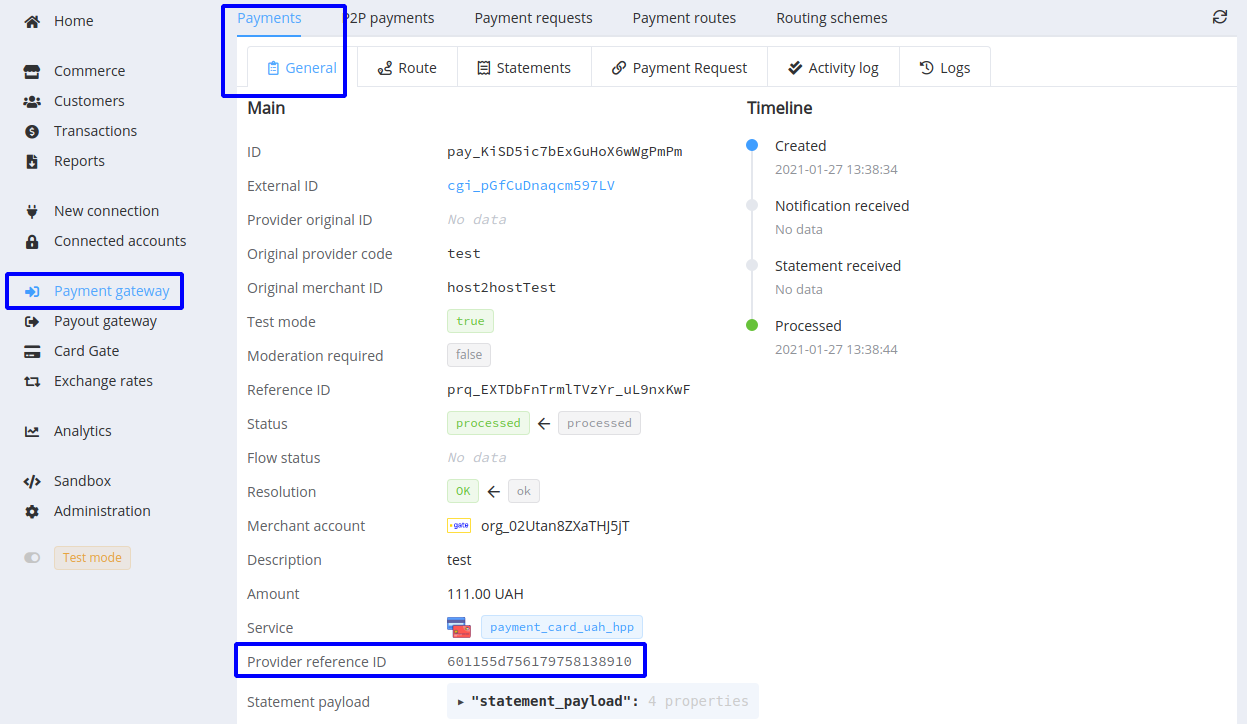 Home
Commerce
Customers
Transactions
Reports
New connection
Connected accounts
Payment gateway
Payout gateway
Card Gate
Exchange rates
Analytics
Sandbox
Administration
Test mode
Payments P2P payments Payment requests Payment routes Routing schemes
General Route Statements Payment Request Activity log Logs
Main
ID pay_KiSD5ic7bExGuHoX6wWgPmPm
External ID cgi_pGfCuDnaqcm597LV
Provider original ID No data
Original provider code test
Original merchant ID host2hostTest
Test mode true
Moderation required false
Reference ID prq_EXTDbFnTrmlTVzYr_uL9nxKwF
Status processed ← processed
Flow status No data
Resolution OK ← ok
Merchant account gate org_02Utan8ZXaTHJ5jT
Description test
Amount 111.00 UAH
Service payment_card_uah_hpp
Provider reference ID 601155d756179758138910
Statement payload ▸ "statement_payload": 4 properties
Timeline
Created
2021-01-27 13:38:34
Notification received
No data
Statement received
No data
Processed
2021-01-27 13:38:44